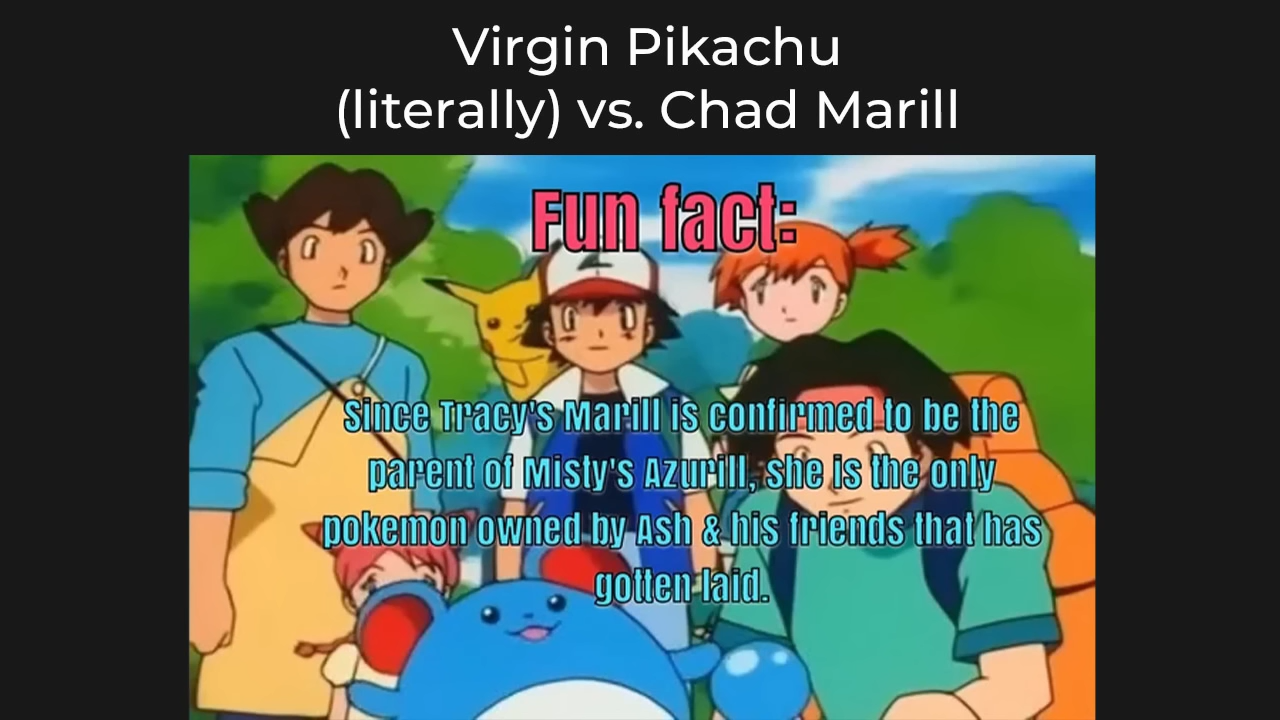 Virgin Pikachu
(literally) vs. Chad Marill
Fun fact:
Since Tracy's Marill is confirmed to be the
parent of Misty's Azurill, she is the only
pokemon owned by Ash & his friends that has
gotten laid.